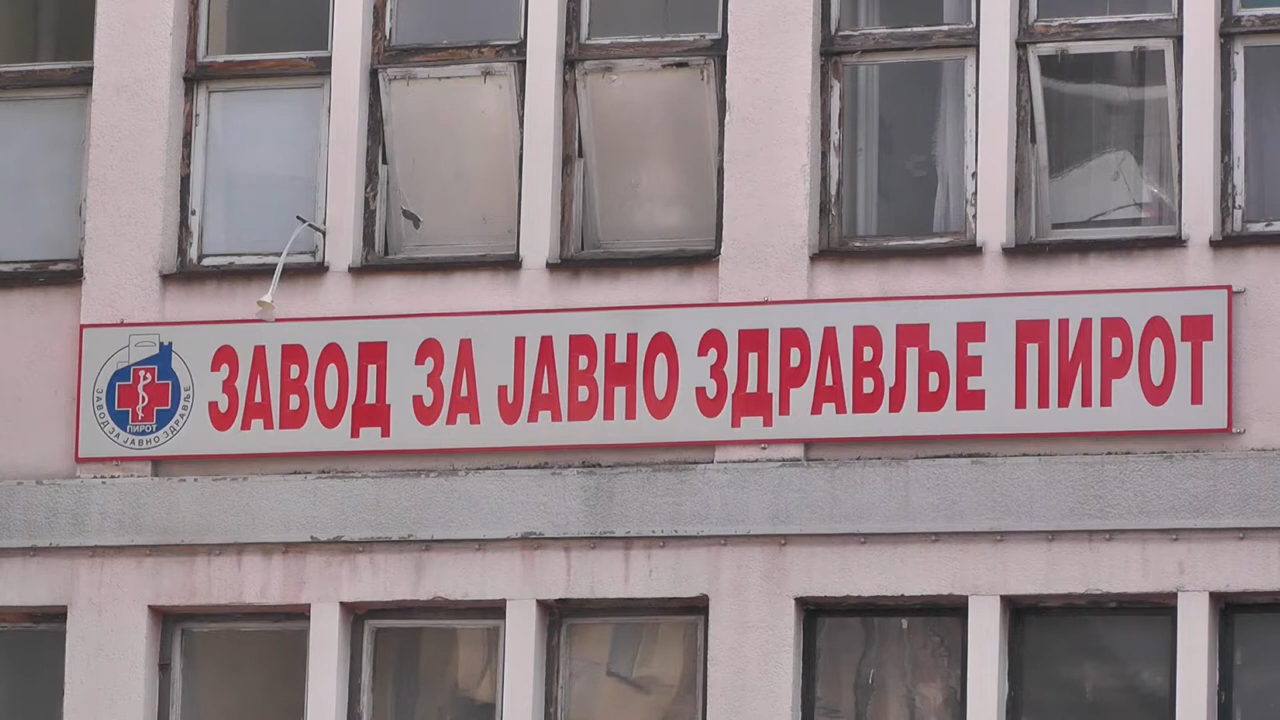 ЗАВОД ЗА ЈАВНО ЗДРАВЉЕ ПИРОТ
ПИРОТ
ЗАВОД ЗА ЈАВНО ЗДРАВЉЕ